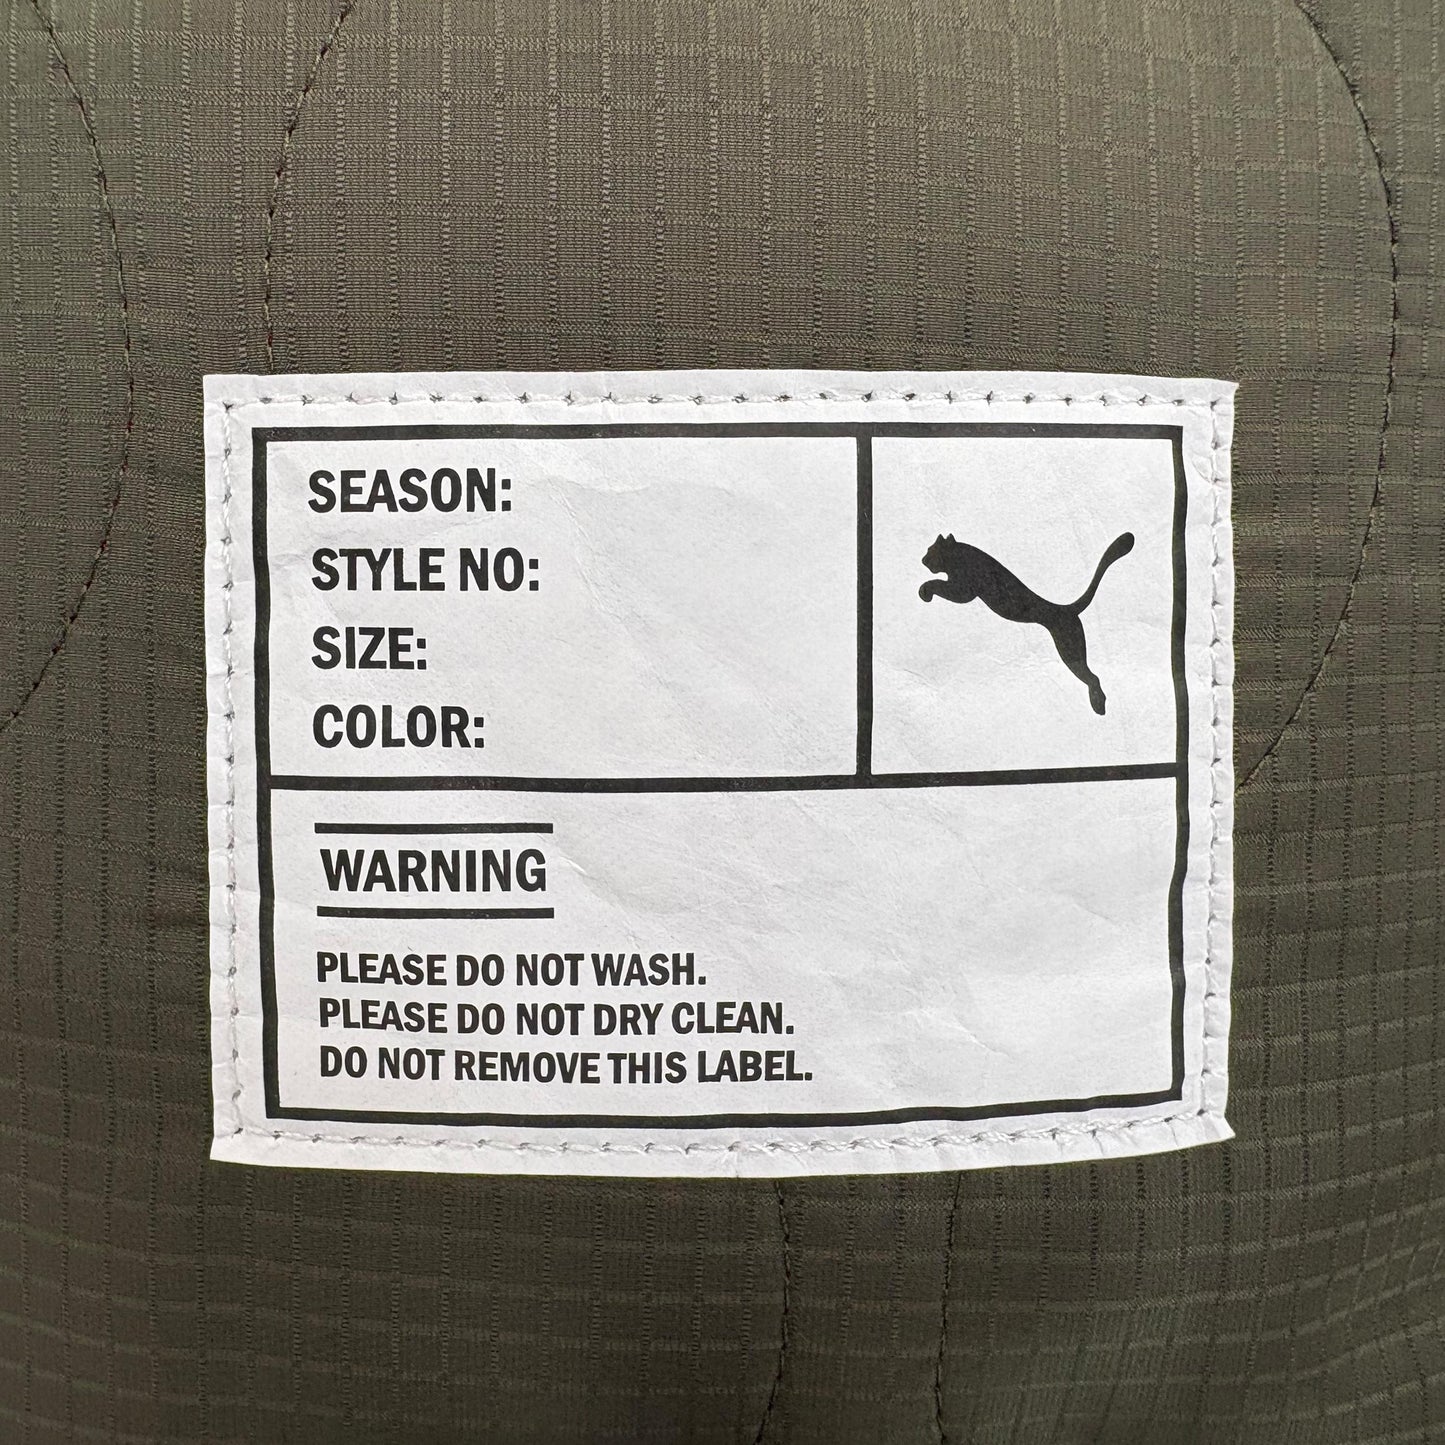 SEASON:
STYLE NO:
SIZE:
COLOR:
WARNING
PLEASE DO NOT WASH.
PLEASE DO NOT DRY CLEAN.
DO NOT REMOVE THIS LABEL.